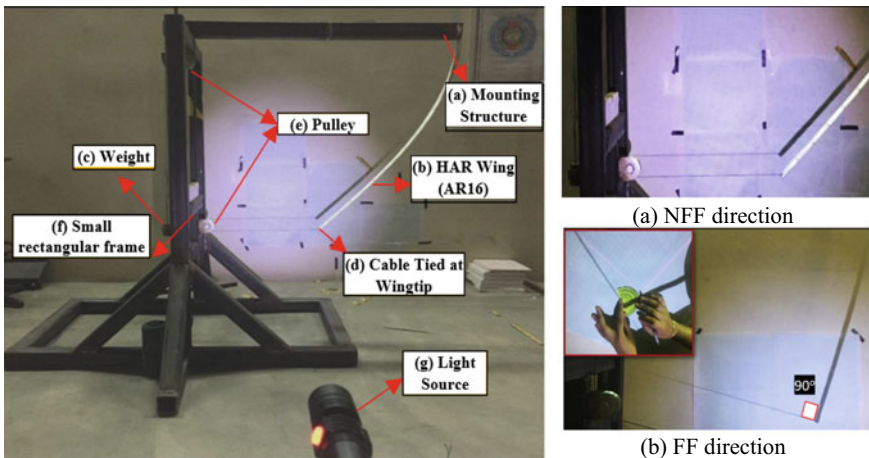 (a) Mounting
Structure
(e) Pulley
(c) Weight
(b) HAR Wing
(AR16)
(f) Small
rectangular frame
(d) Cable Tied at
Wingtip
(g) Light
Source
(a) NFF direction
90°
(b) FF direction